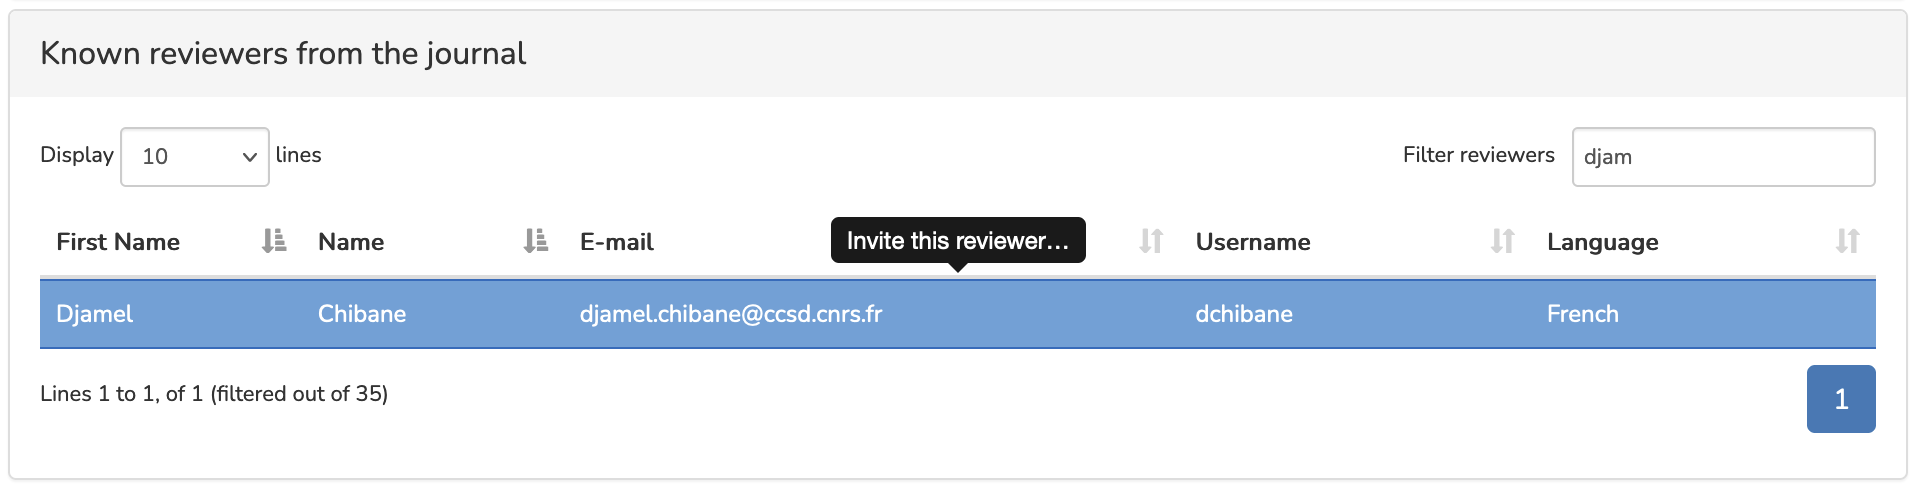 Known reviewers from the journal
Display 10 lines Filter reviewers djam
First Name Name E-mail Invite this reviewer… Username Language
Djamel Chibane djamel.chibane@ccsd.cnrs.fr dchibane French
Lines 1 to 1, of 1 (filtered out of 35) 1